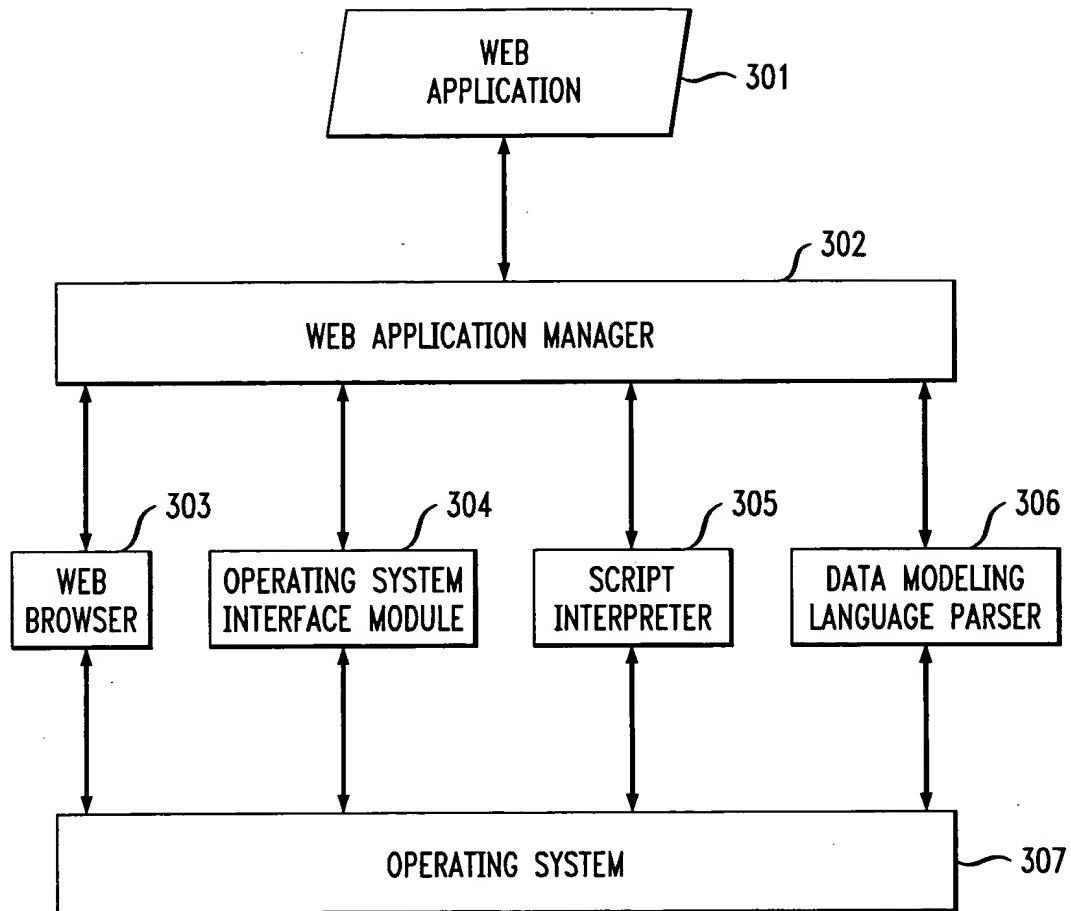 WEB
APPLICATION
301
302
WEB APPLICATION MANAGER
303
304
305
306
WEB
BROWSER
OPERATING SYSTEM
INTERFACE MODULE
SCRIPT
INTERPRETER
DATA MODELING
LANGUAGE PARSER
OPERATING SYSTEM
307